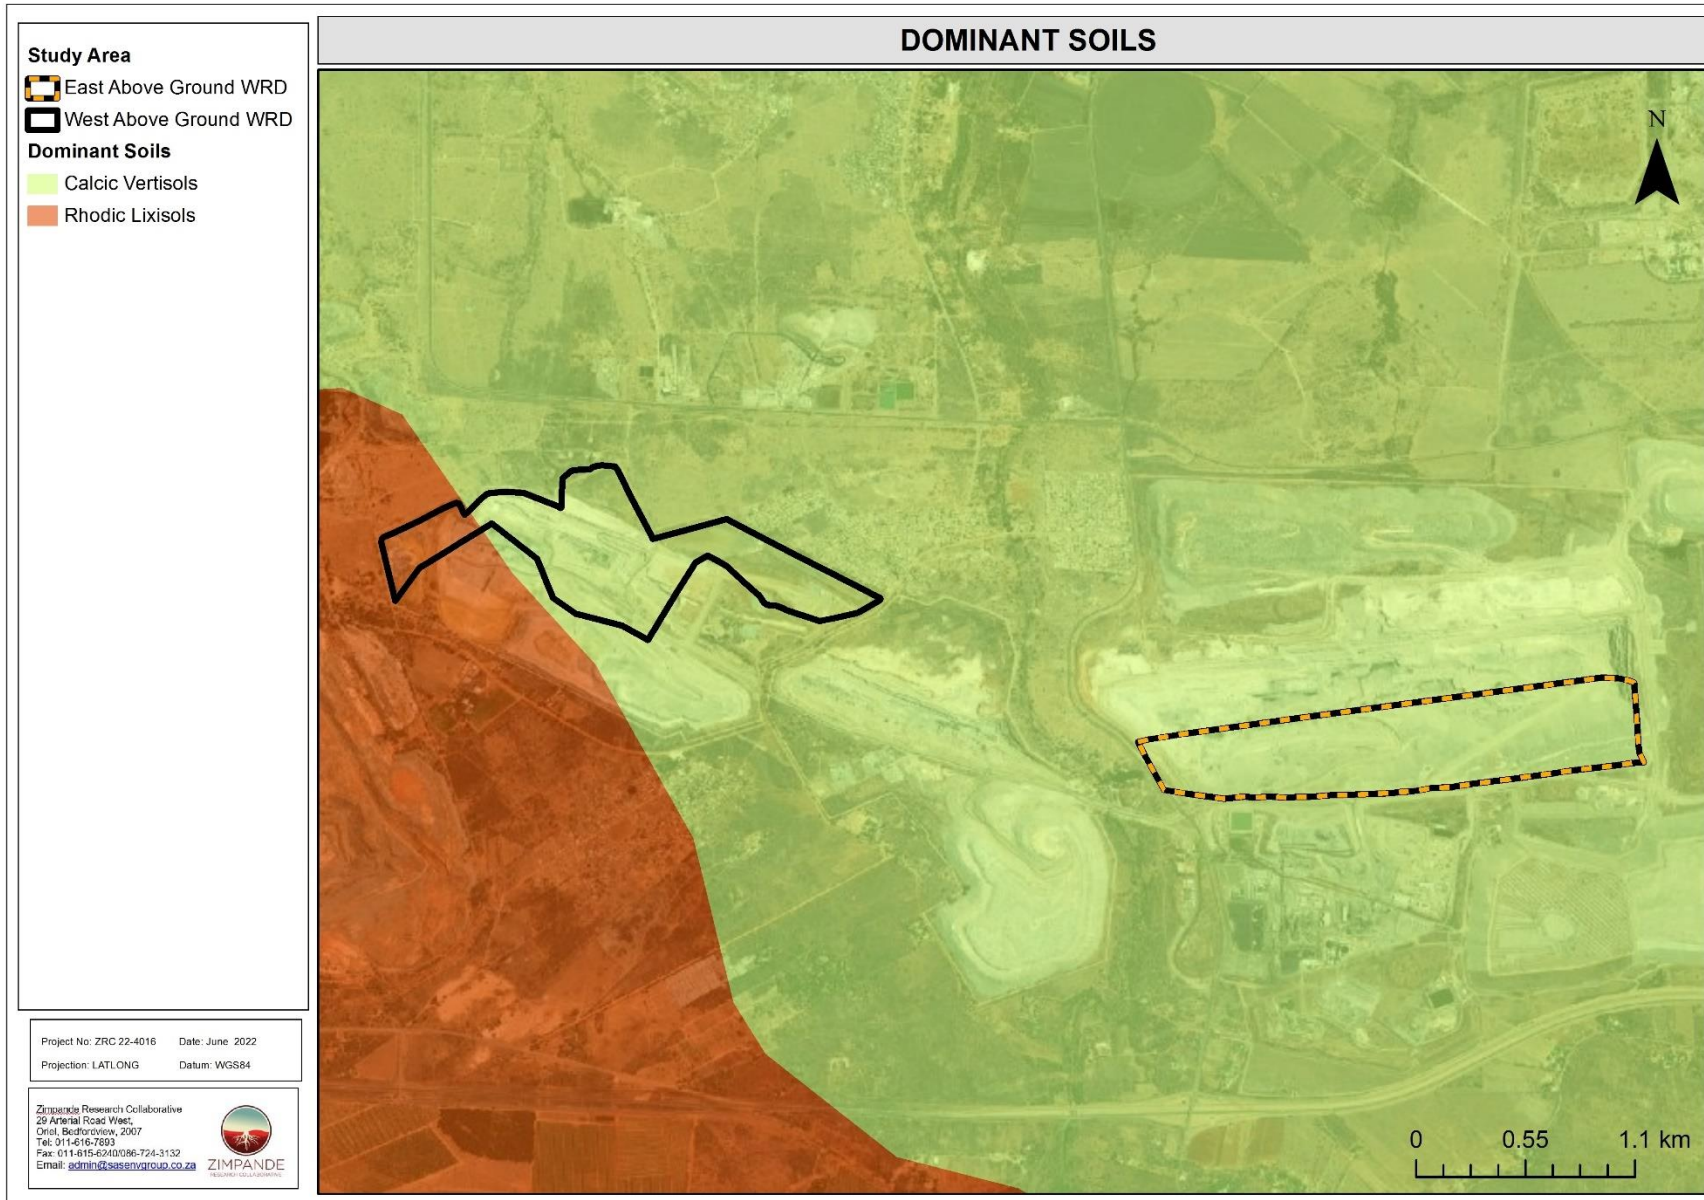 DOMINANT SOILS
Study Area
East Above Ground WRD
West Above Ground WRD
Dominant Soils
Calcic Vertisols
Rhodic Lixisols
N
0 0.55 1.1 km
Project No: ZRC 22-4016 Date: June 2022
Projection: LATLONG Datum: WGS84
Zimpande Research Collaborative
29 Arterial Road West,
Oriel, Bedfordview, 2007
Tel: 011-616-7893
Fax: 011-615-6240/086-724-3132
Email: admin@sasenvgroup.co.za
ZIMPANDE
RESEARCH COLLABORATIVE